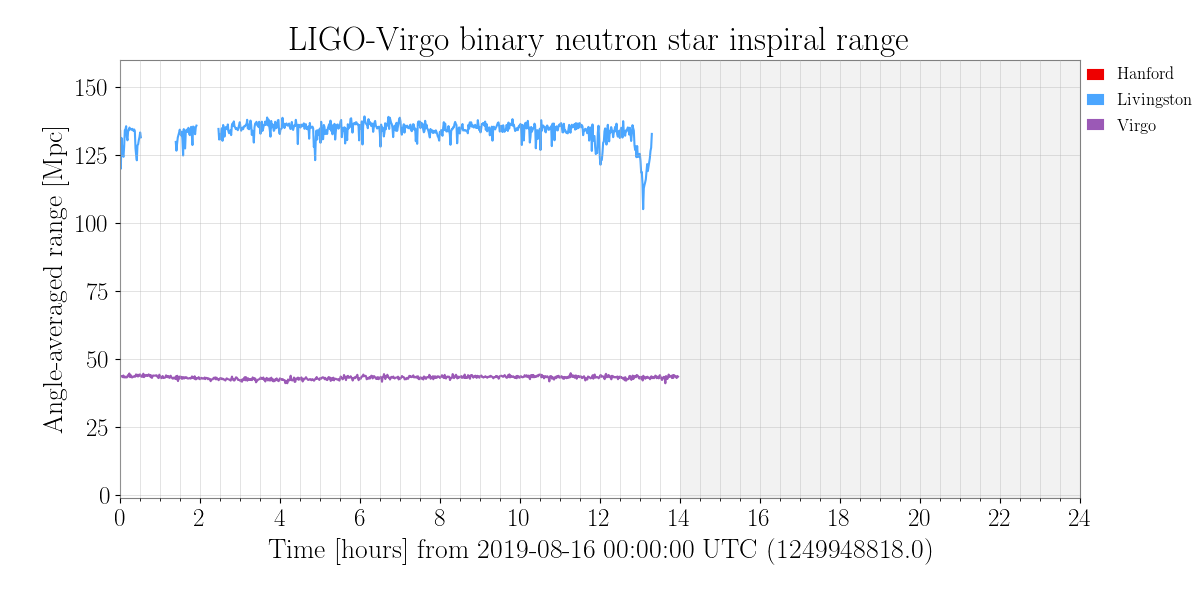 LIGO-Virgo binary neutron star inspiral range
Hanford
Livingston
Virgo
Angle-averaged range [Mpc]
150
125
100
75
50
25
0
0 2 4 6 8 10 12 14 16 18 20 22 24
Time [hours] from 2019-08-16 00:00:00 UTC (1249948818.0)